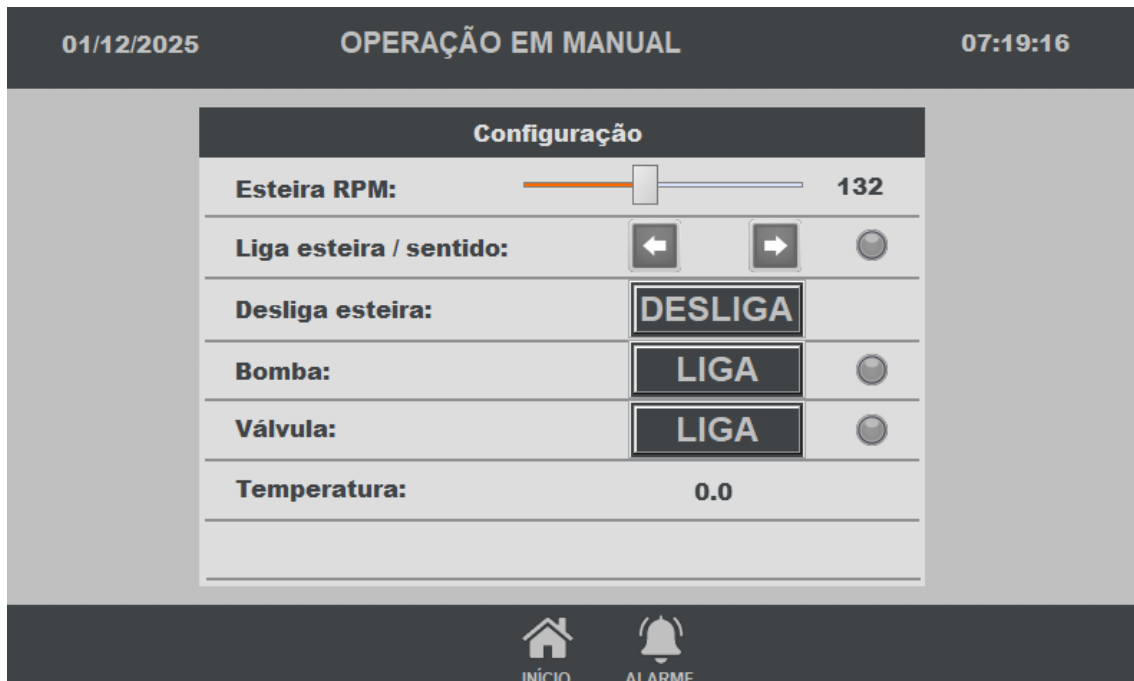 01/12/2025 OPERAÇÃO EM MANUAL 07:19:16
Configuração
Esteira RPM: 132
Liga esteira / sentido:
Desliga esteira: DESLIGA
Bomba: LIGA
Válvula: LIGA
Temperatura: 0.0
INÍCIO ALARME